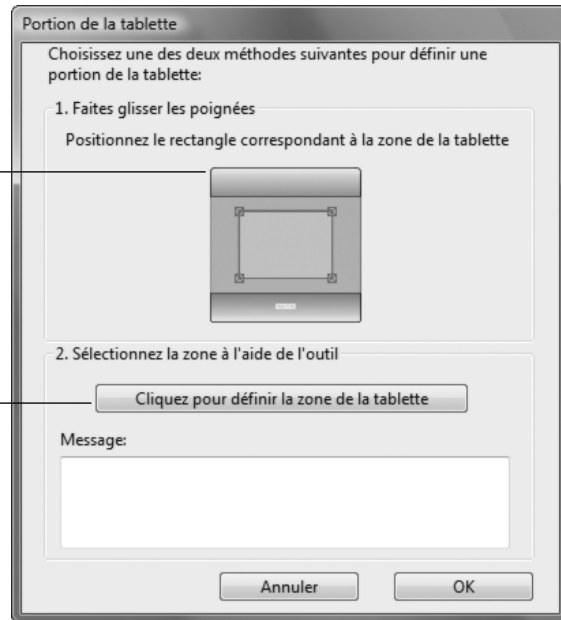 Portion de la tablette
Choisissez une des deux méthodes suivantes pour définir une
portion de la tablette:
1. Faites glisser les poignées
Positionnez le rectangle correspondant à la zone de la tablette
2. Sélectionnez la zone à l'aide de l'outil
Cliquez pour définir la zone de la tablette
Message:
Annuler
OK